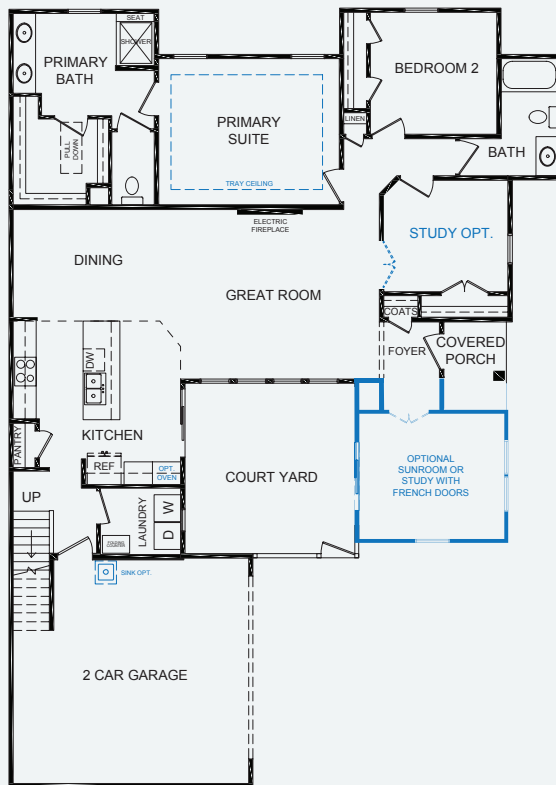 SEAT
SHOWER
PRIMARY
BATH
BEDROOM 2
PRIMARY
SUITE
LINEN
PULL
DOWN
BATH
TRAY CEILING
ELECTRIC
FIREPLACE
STUDY OPT.
DINING
GREAT ROOM
COATS
FOYER
COVERED
PORCH
DW
KITCHEN
PANTRY
REF
OPT.
OVEN
COURT YARD
OPTIONAL
SUNROOM OR
STUDY WITH
FRENCH DOORS
UP
LAUNDRY
W
D
FOLDING
COUNTER
SINK OPT.
2 CAR GARAGE